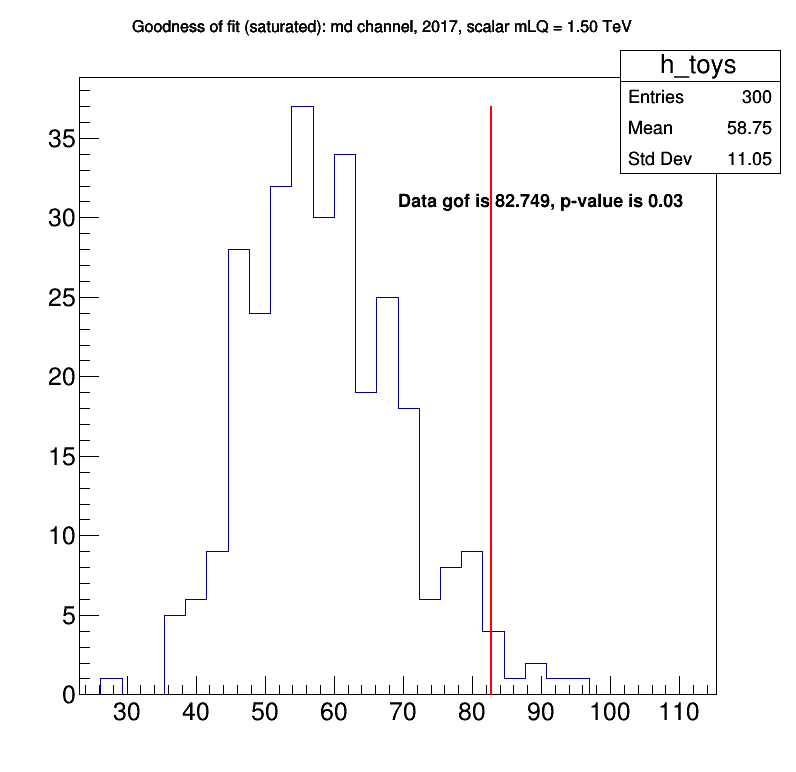 Goodness of fit (saturated): md channel, 2017, scalar mLQ = 1.50 TeV
h_toys
Entries 300
Mean 58.75
Std Dev 11.05
Data gof is 82.749, p-value is 0.03
35
30
25
20
15
10
5
0
30 40 50 60 70 80 90 100 110